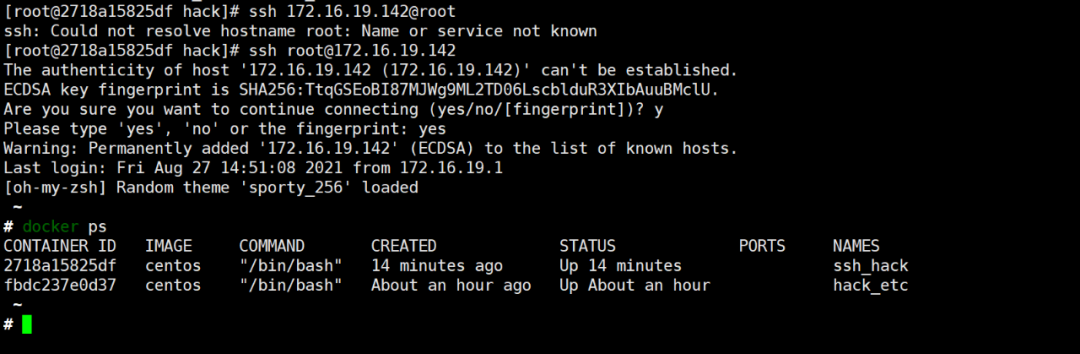 [root@2718a15825df hack]# ssh 172.16.19.142@root
ssh: Could not resolve hostname root: Name or service not known
[root@2718a15825df hack]# ssh root@172.16.19.142
The authenticity of host '172.16.19.142 (172.16.19.142)' can't be established.
ECDSA key fingerprint is SHA256:TtqGSEoBI87MJWg9ML2TD06LscblduR3XIbAuuBMclU.
Are you sure you want to continue connecting (yes/no/[fingerprint])? y
Please type 'yes', 'no' or the fingerprint: yes
Warning: Permanently added '172.16.19.142' (ECDSA) to the list of known hosts.
Last login: Fri Aug 27 14:51:08 2021 from 172.16.19.1
[oh-my-zsh] Random theme 'sporty_256' loaded
~
# docker ps
CONTAINER ID IMAGE COMMAND CREATED STATUS PORTS NAMES
2718a15825df centos "/bin/bash" 14 minutes ago Up 14 minutes ssh_hack
fbdc237e0d37 centos "/bin/bash" About an hour ago Up About an hour hack_etc
~
#